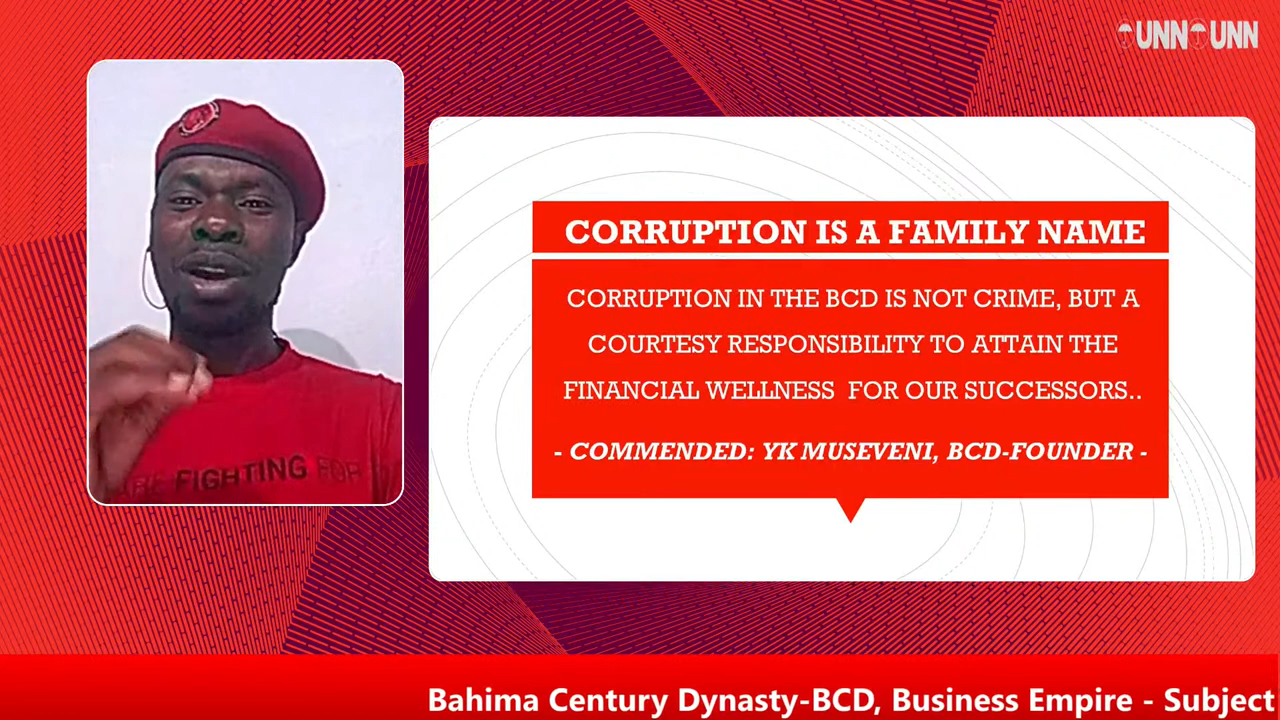 UNN UNN
CORRUPTION IS A FAMILY NAME
CORRUPTION IN THE BCD IS NOT CRIME, BUT A
COURTESY RESPONSIBILITY TO ATTAIN THE
FINANCIAL WELLNESS FOR OUR SUCCESSORS..
- COMMENDED: YK MUSEVENI, BCD-FOUNDER -
ARE FIGHTING FOR
Bahima Century Dynasty-BCD, Business Empire - Subject